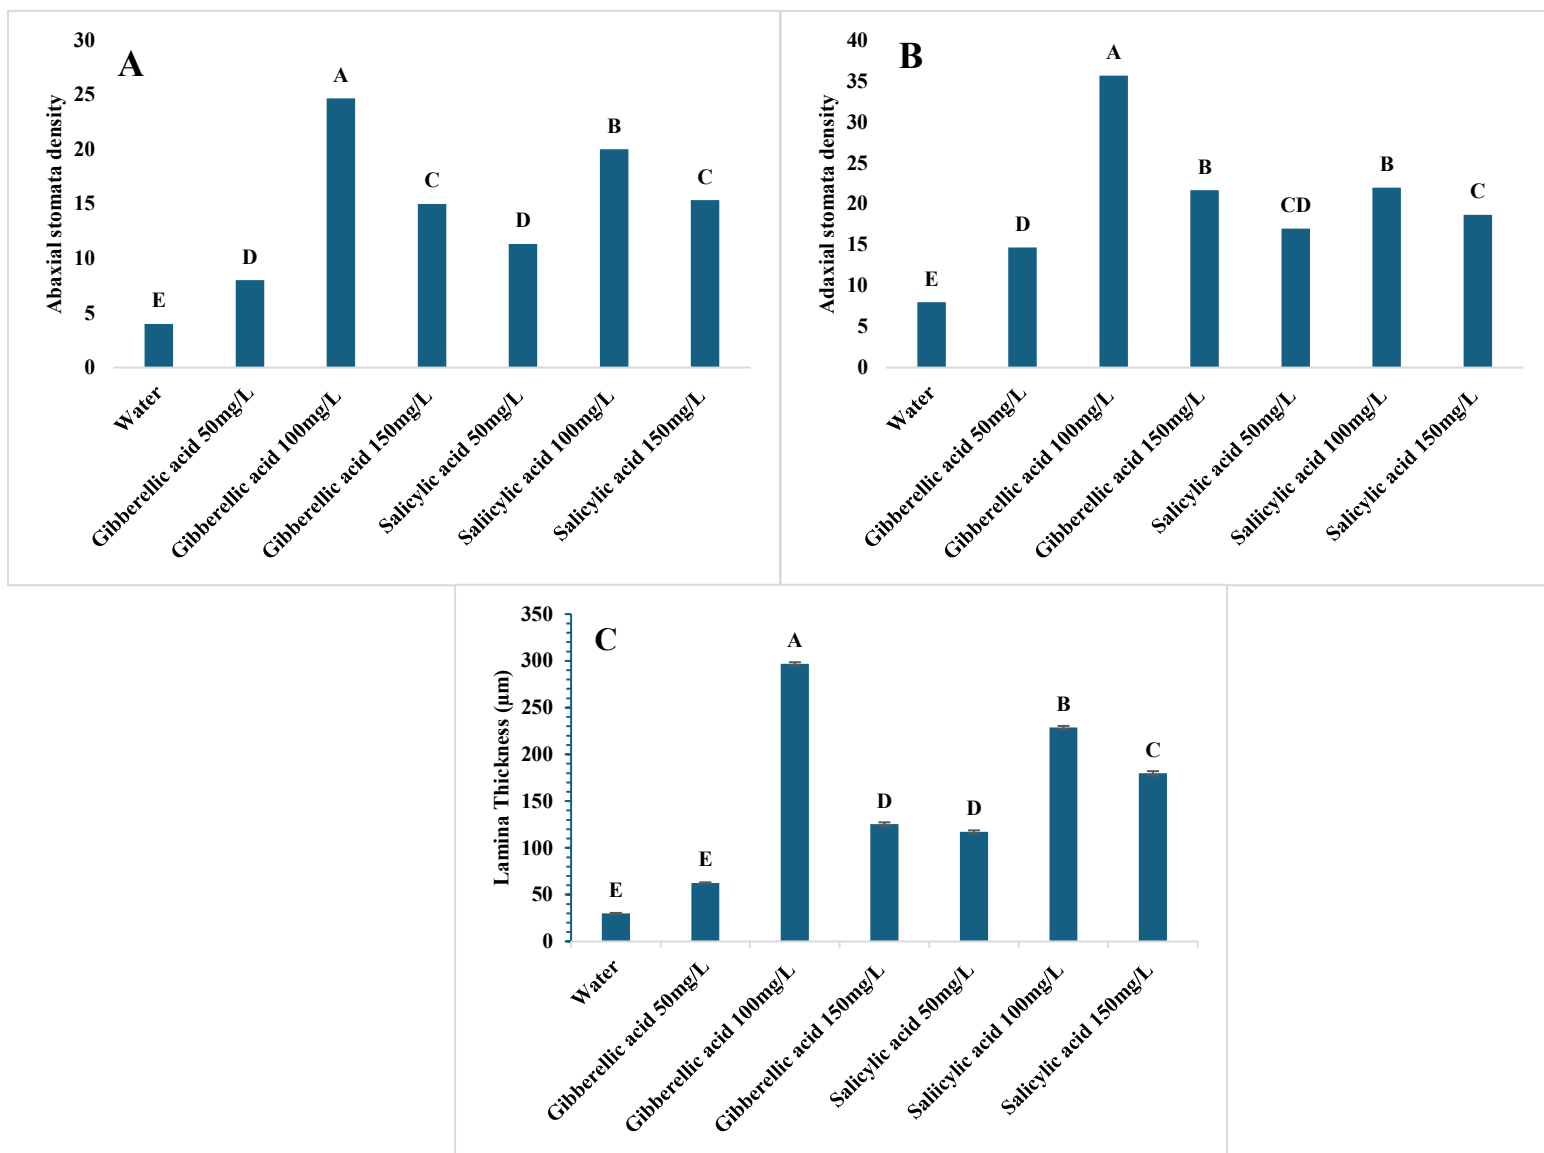 A
Abaxial stomata density
30
25
20
15
10
5
0
E
D
A
C
D
B
C
Water
Gibberellic acid 50mg/L
Gibberellic acid 100mg/L
Gibberellic acid 150mg/L
Salicylic acid 50mg/L
Saliicylic acid 100mg/L
Salicylic acid 150mg/L
B
Adaxial stomata density
40
35
30
25
20
15
10
5
0
E
D
A
B
CD
B
C
Water
Gibberellic acid 50mg/L
Gibberellic acid 100mg/L
Gibberellic acid 150mg/L
Salicylic acid 50mg/L
Saliicylic acid 100mg/L
Salicylic acid 150mg/L
C
Lamina Thickness (µm)
350
300
250
200
150
100
50
0
E
E
A
D
D
B
C
Water
Gibberellic acid 50mg/L
Gibberellic acid 100mg/L
Gibberellic acid 150mg/L
Salicylic acid 50mg/L
Saliicylic acid 100mg/L
Salicylic acid 150mg/L